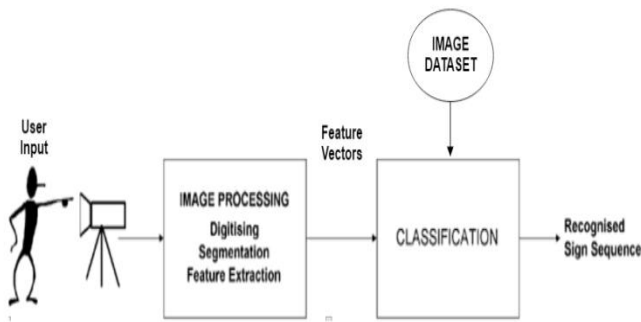 IMAGE
DATASET
User
Input
Feature
Vectors
IMAGE PROCESSING
Digitising
Segmentation
Feature Extraction
CLASSIFICATION
Recognised
Sign Sequence